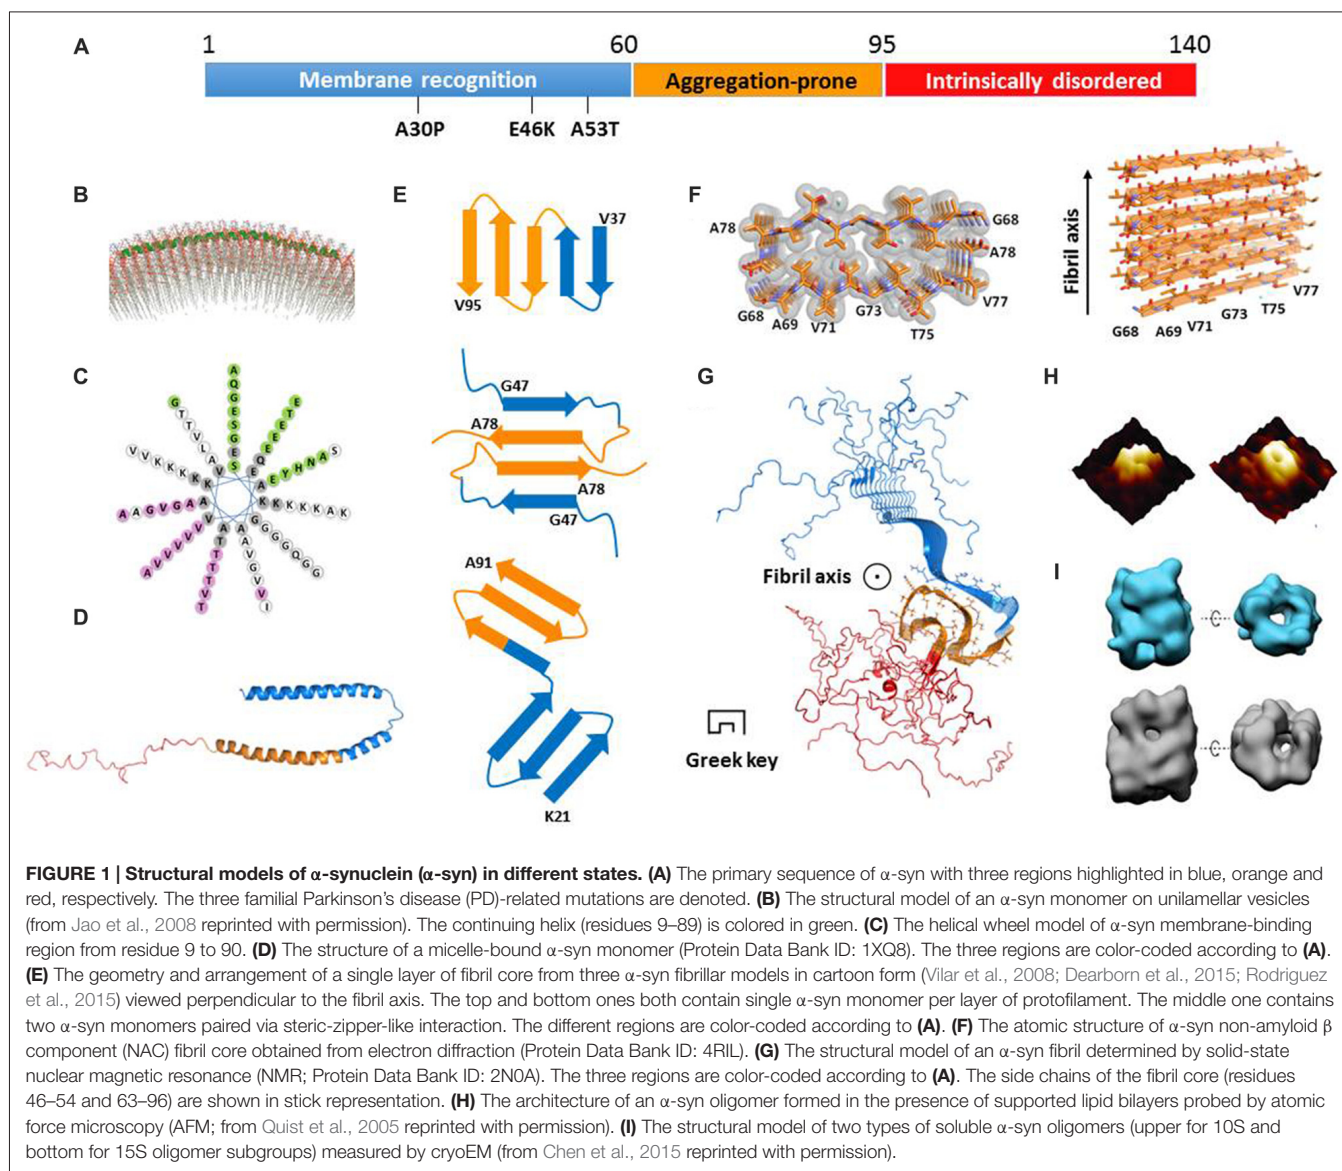 A
1
60
95
140
Membrane recognition
Aggregation-prone
Intrinsically disordered
A30P
E46K
A53T
B
E
V37
V95
F
A78
G68
A78
V77
G68
A69
V71
G73
T75
Fibril axis
G68
A69
V71
G73
T75
V77
C
G47
A78
A78
G47
G
H
A91
K21
Fibril axis
I
D
Greek key
FIGURE 1 | Structural models of α-synuclein (α-syn) in different states. (A) The primary sequence of α-syn with three regions highlighted in blue, orange and
red, respectively. The three familial Parkinson's disease (PD)-related mutations are denoted. (B) The structural model of an α-syn monomer on unilamellar vesicles
(from Jao et al., 2008 reprinted with permission). The continuing helix (residues 9–89) is colored in green. (C) The helical wheel model of α-syn membrane-binding
region from residue 9 to 90. (D) The structure of a micelle-bound α-syn monomer (Protein Data Bank ID: 1XQ8). The three regions are color-coded according to (A).
(E) The geometry and arrangement of a single layer of fibril core from three α-syn fibrillar models in cartoon form (Vilar et al., 2008; Dearborn et al., 2015; Rodriguez
et al., 2015) viewed perpendicular to the fibril axis. The top and bottom ones both contain single α-syn monomer per layer of protofilament. The middle one contains
two α-syn monomers paired via steric-zipper-like interaction. The different regions are color-coded according to (A). (F) The atomic structure of α-syn non-amyloid β
component (NAC) fibril core obtained from electron diffraction (Protein Data Bank ID: 4RIL). (G) The structural model of an α-syn fibril determined by solid-state
nuclear magnetic resonance (NMR; Protein Data Bank ID: 2N0A). The three regions are color-coded according to (A). The side chains of the fibril core (residues
46–54 and 63–96) are shown in stick representation. (H) The architecture of an α-syn oligomer formed in the presence of supported lipid bilayers probed by atomic
force microscopy (AFM; from Quist et al., 2005 reprinted with permission). (I) The structural model of two types of soluble α-syn oligomers (upper for 10S and
bottom for 15S oligomer subgroups) measured by cryoEM (from Chen et al., 2015 reprinted with permission).